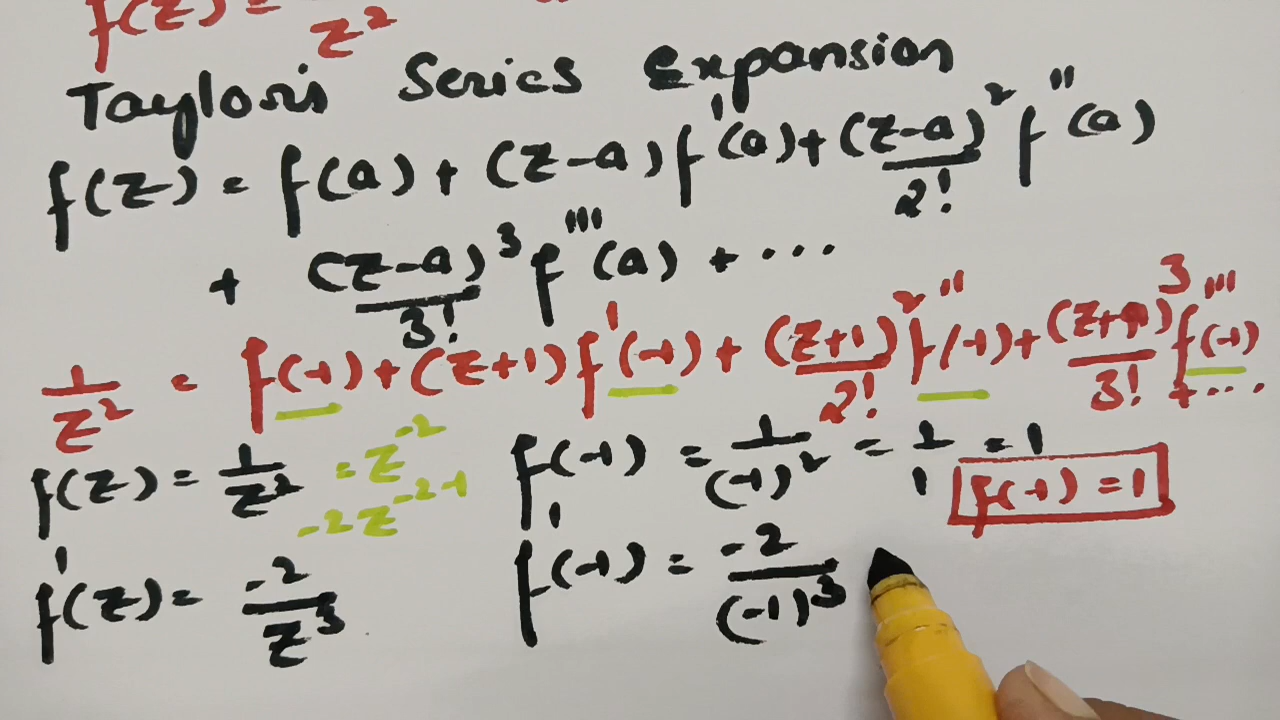 f(z) = z²
Taylor's Series Expansion
f(z) = f(a) + (z-a) f'(a) + (z-a)²/2! f''(a)
+ (z-a)³/3! f'''(a) + ...
1/z² = f(-1) + (z+1) f'(-1) + (z+1)²/2! f''(-1) + (z+1)³/3! f'''(-1) + ...
f(z) = 1/z² = z⁻² f(-1) = 1/(-1)² = 1/1 = 1
-2z⁻²⁻¹ f(-1) = 1
f'(z) = -2/z³ f'(-1) = -2/(-1)³